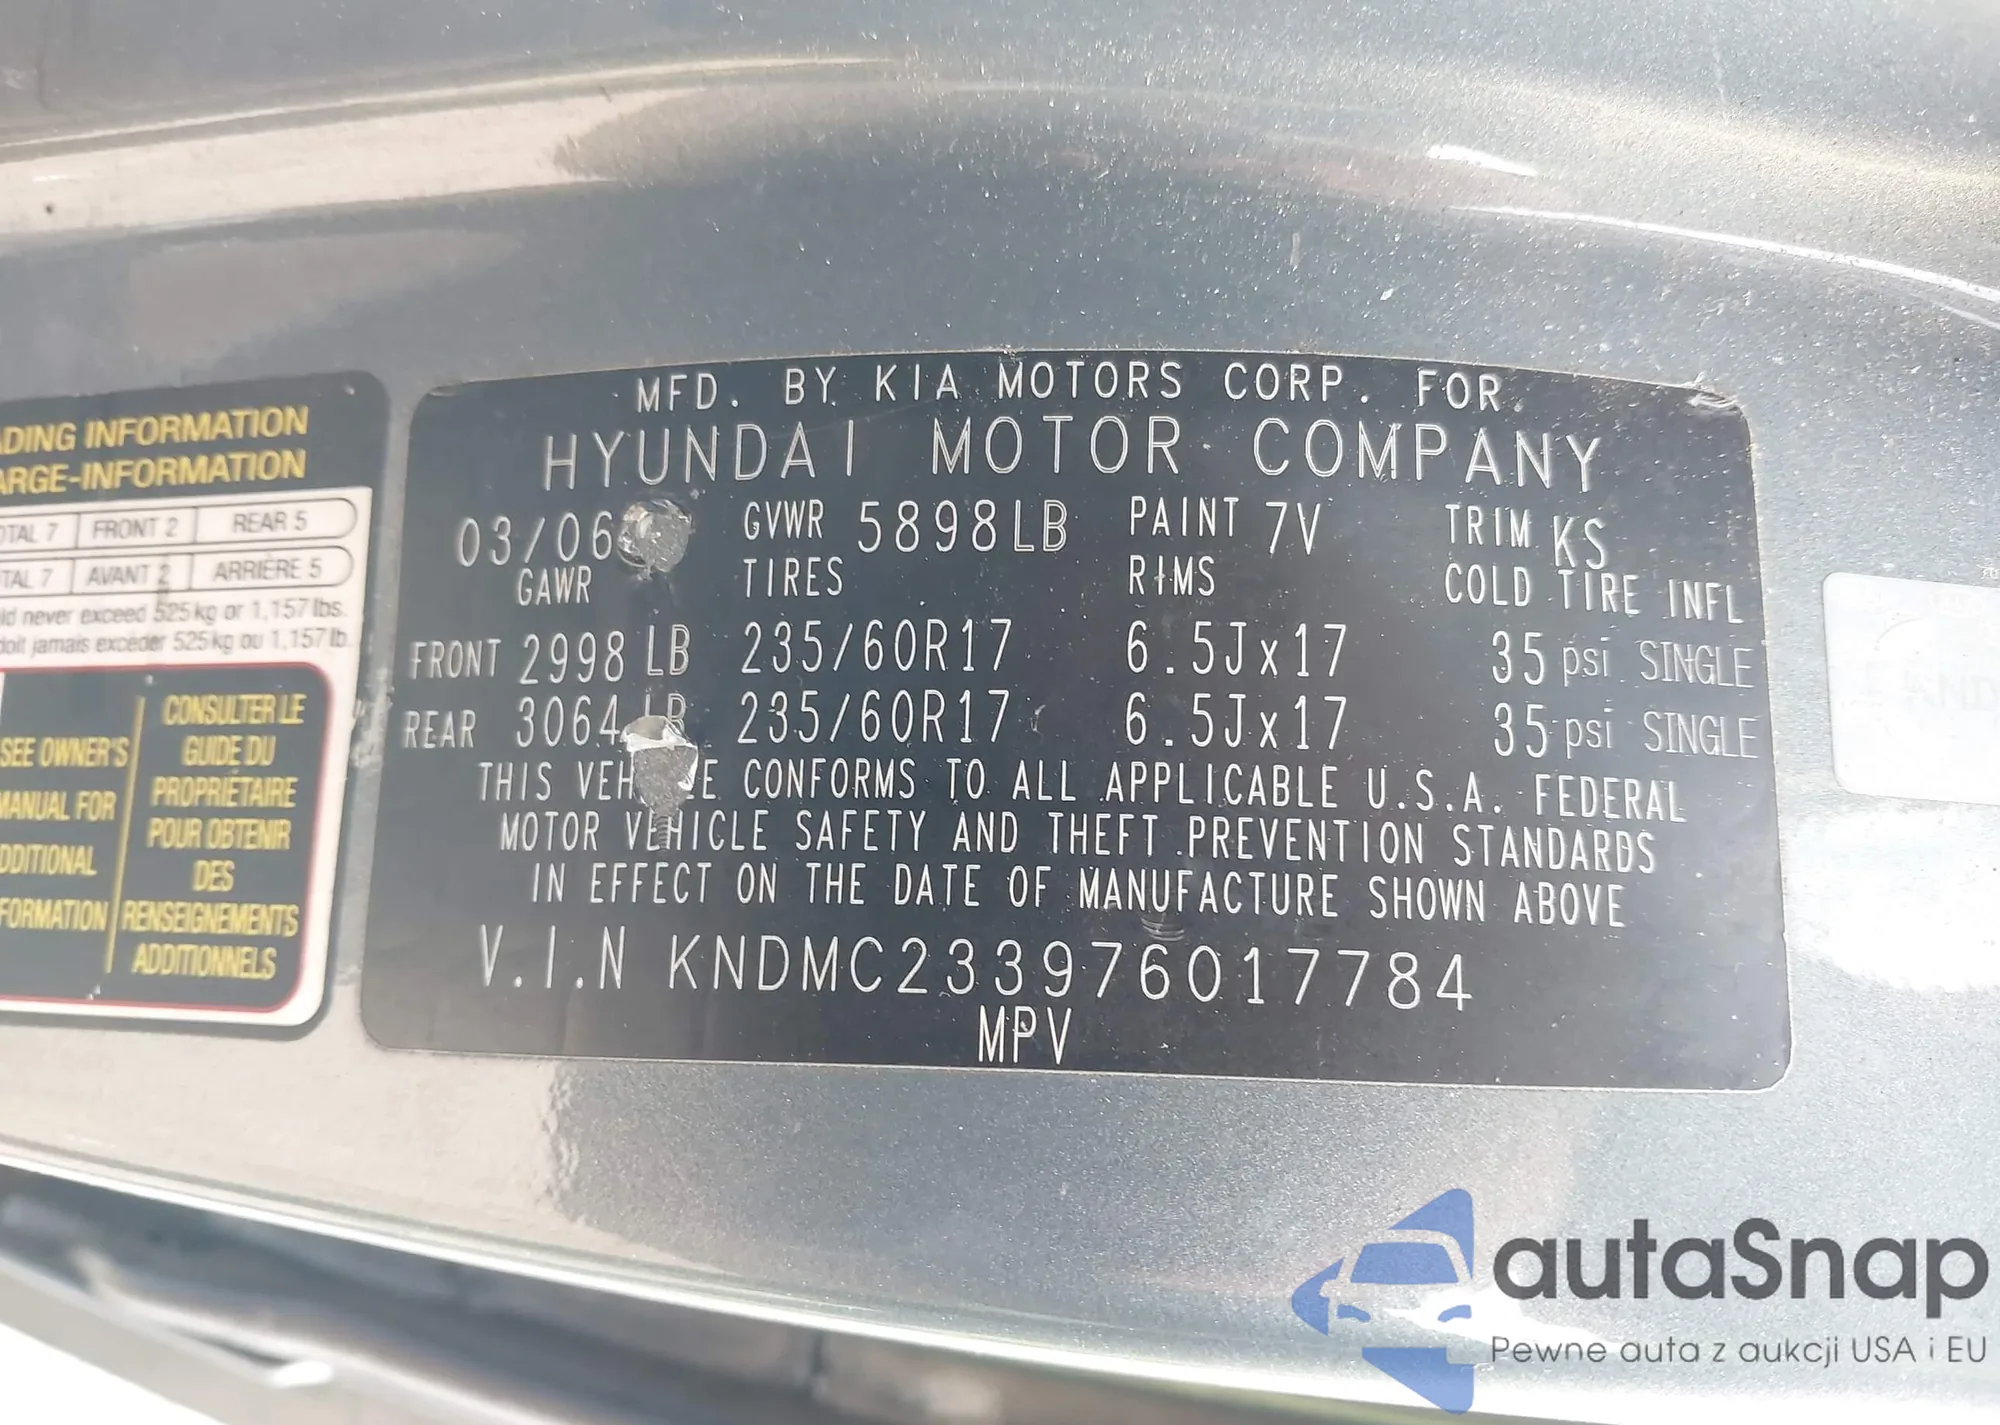 MFD. BY KIA MOTORS CORP. FOR
HYUNDAI MOTOR COMPANY
03/06 GVWR 5898LB PAINT 7V TRIM KS
GAWR TIRES RIMS COLD TIRE INFL
FRONT 2998 LB 235/60R17 6.5Jx17 35 psi SINGLE
REAR 3064 LB 235/60R17 6.5Jx17 35 psi SINGLE
THIS CONFORMS TO ALL APPLICABLE U.S.A. FEDERAL
MOTOR VEHICLE SAFETY AND THEFT PREVENTION STANDARDS
IN EFFECT ON THE DATE OF MANUFACTURE SHOWN ABOVE
V.I.N KNDMC233976017784
MPV
ADING INFORMATION
ARGE-INFORMATION
OTAL 7 FRONT 2 REAR 5
TAL 7 AVANT 2 ARRIÈRE 5
ld never exceed 525 kg or 1,157 lbs.
doit jamais excéder 525 kg ou 1,157 lb.
SEE OWNER'S
MANUAL FOR
DDITIONAL
FORMATION
CONSULTER LE
GUIDE DU
PROPRIÉTAIRE
POUR OBTENIR
DES
RENSEIGNEMENTS
ADDITIONNELS
autaSnap
Pewne auta z aukcji USA i EU